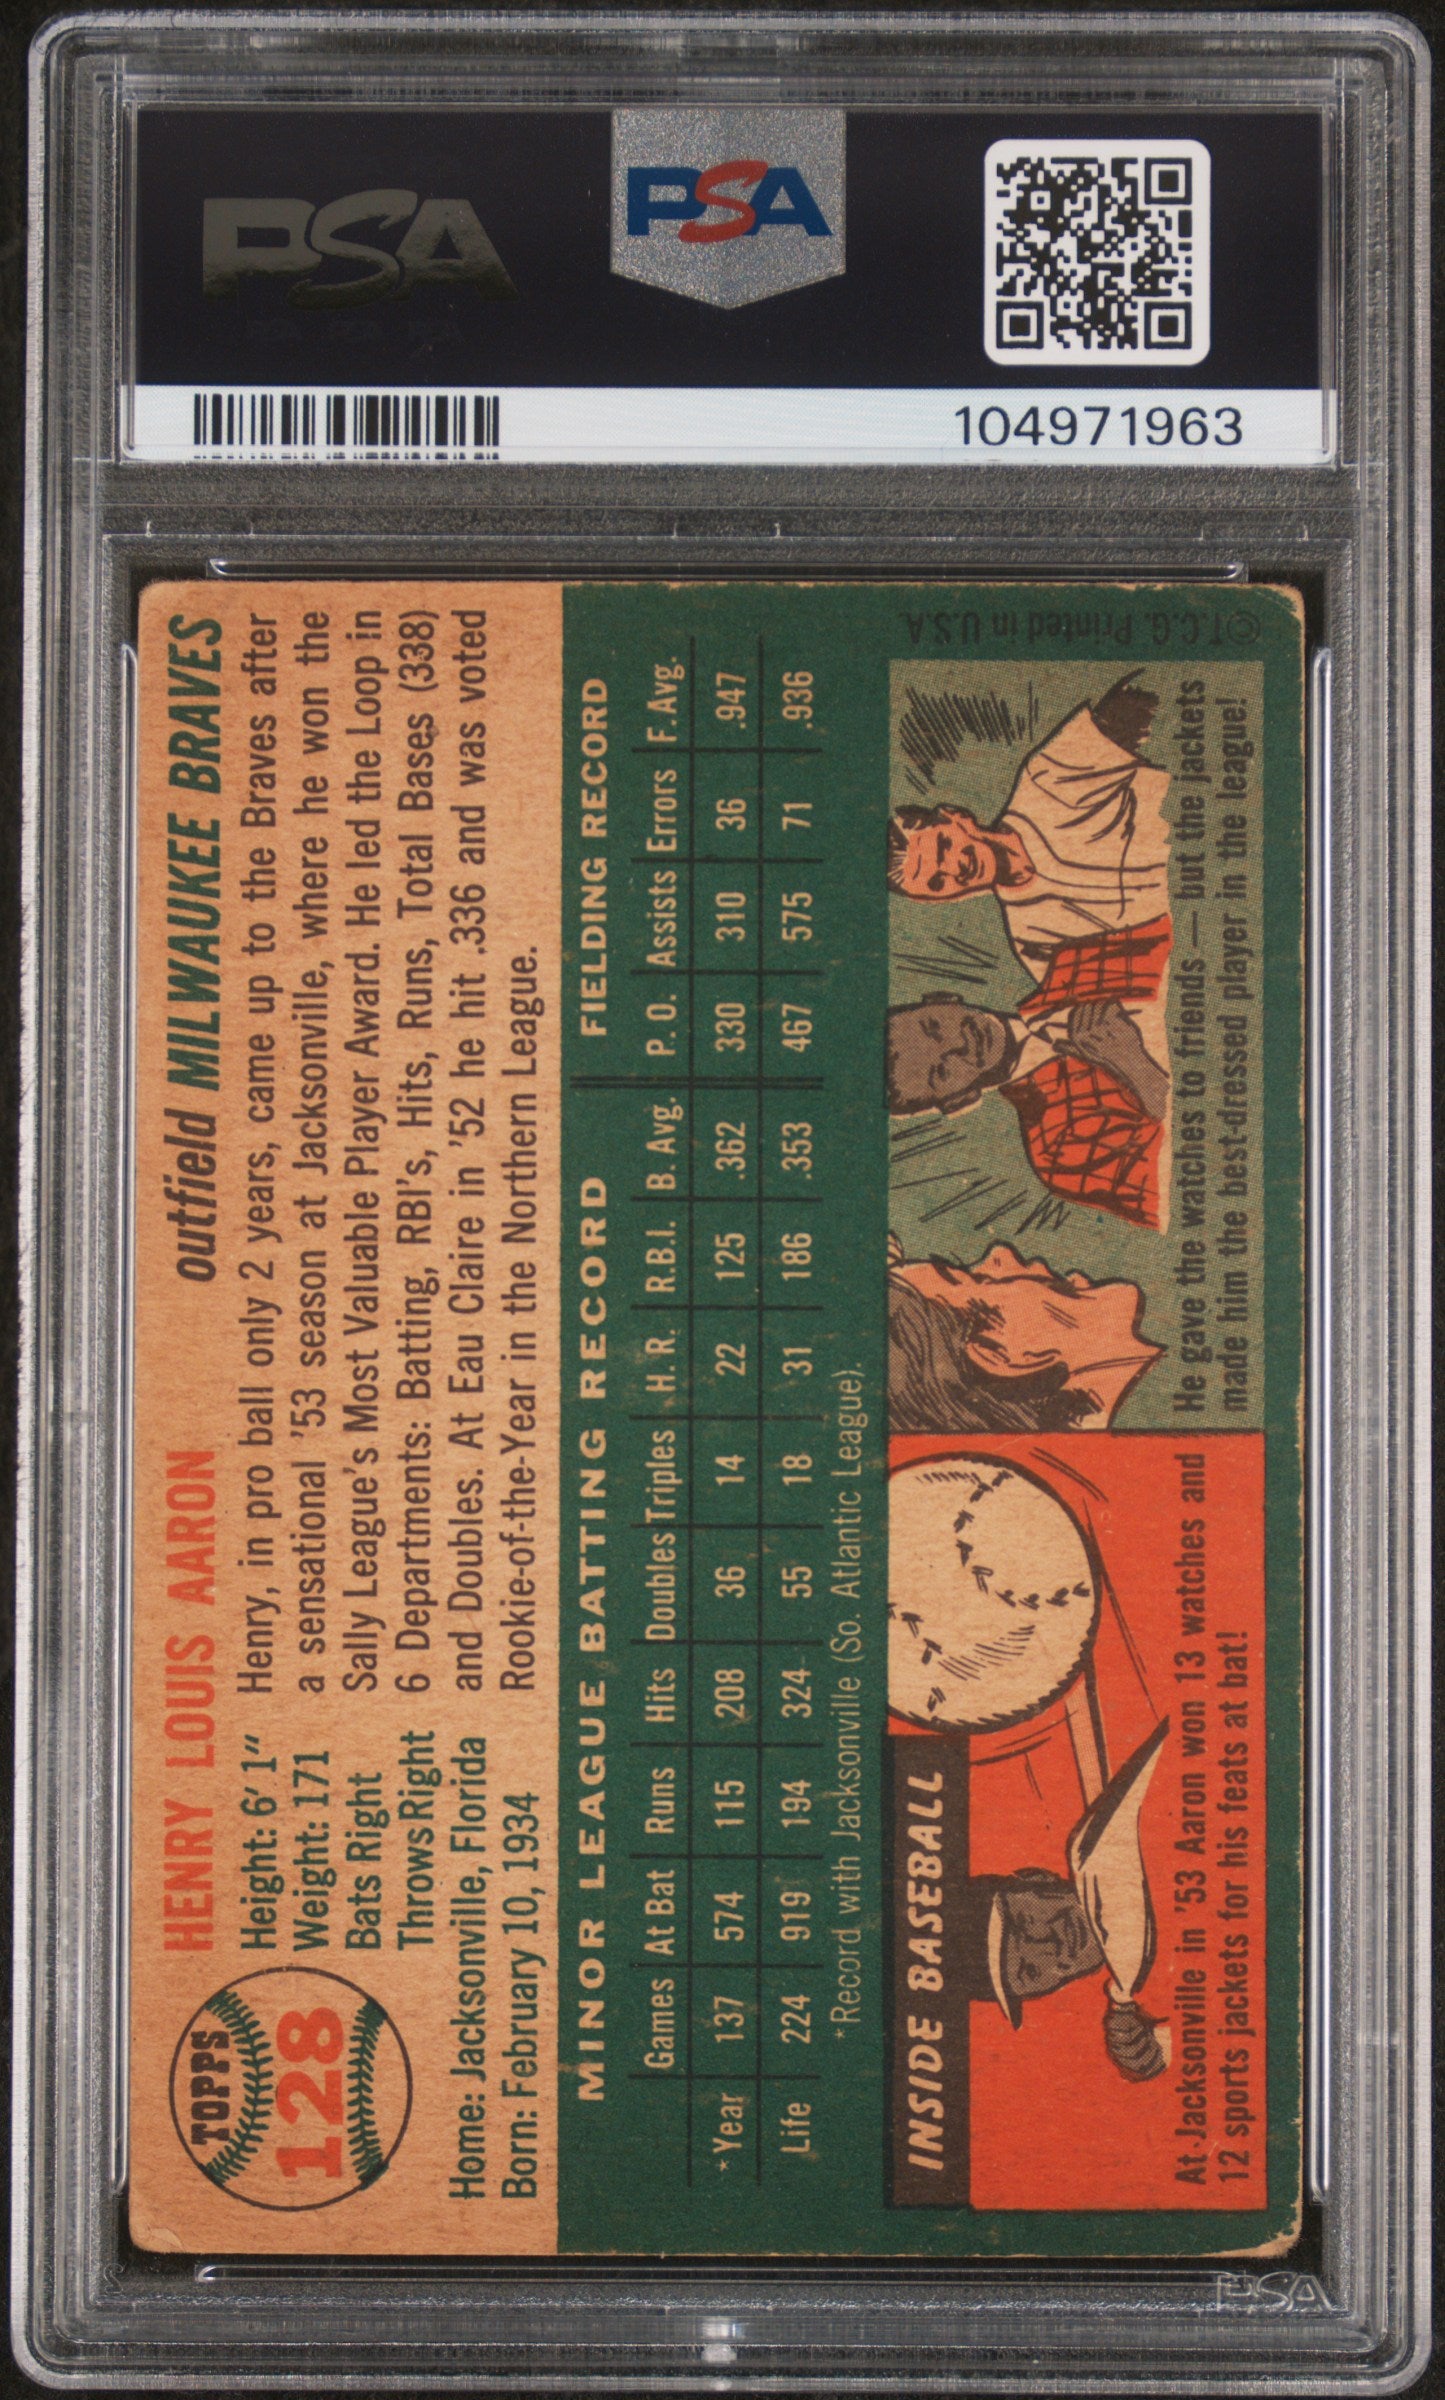 PSA
PSA
104971963
TOPPS
128
HENRY LOUIS AARON
outfield MILWAUKEE BRAVES
Height: 6' 1"
Weight: 171
Bats Right
Throws Right
Home: Jacksonville, Florida
Born: February 10, 1934
Henry, in pro ball only 2 years, came up to the Braves after
a sensational '53 season at Jacksonville, where he won the
Sally League's Most Valuable Player Award. He led the Loop in
6 Departments: Batting, RBI's, Hits, Runs, Total Bases (338)
and Doubles. At Eau Claire in '52 he hit .336 and was voted
Rookie-of-the-Year in the Northern League.
MINOR LEAGUE BATTING RECORD FIELDING RECORD
Games At Bat Runs Hits Doubles Triples H. R. R.B.I. B. Avg. P. O. Assists Errors F. Avg.
*Year 137 574 115 208 36 14 22 125 .362 330 310 36 .947
Life 224 919 194 324 55 18 31 186 .353 467 575 71 .936
*Record with Jacksonville (So. Atlantic League).
INSIDE BASEBALL
At Jacksonville in '53 Aaron won 13 watches and
12 sports jackets for his feats at bat!
He gave the watches to friends — but the jackets
made him the best-dressed player in the league!
©T.C.G. Printed in U.S.A.
PSA